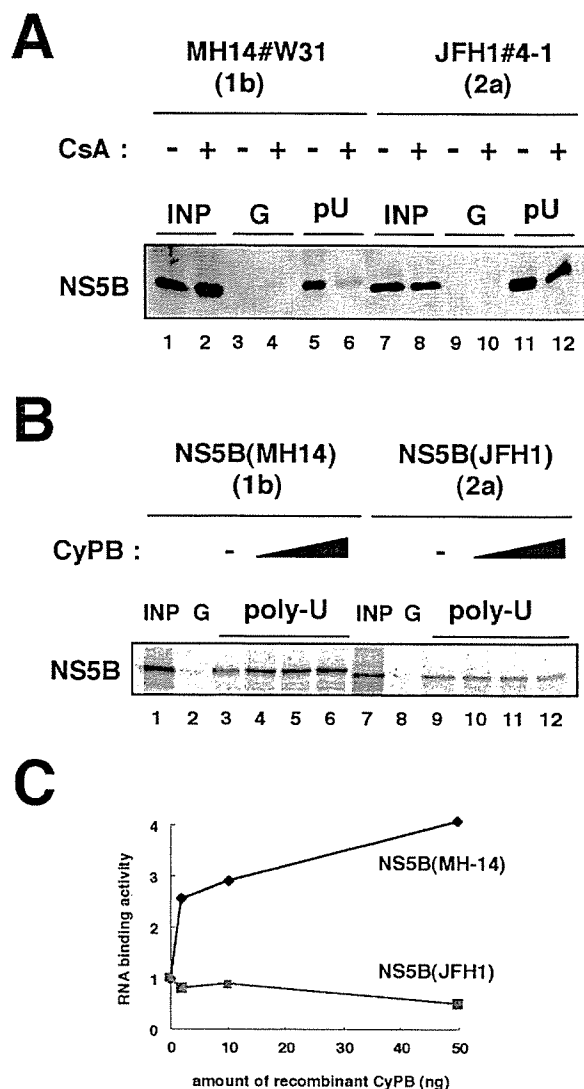 A
MH14#W31 JFH1#4-1
(1b) (2a)
CsA : - + - + - + - + - + - +
INP G pU INP G pU
NS5B
1 2 3 4 5 6 7 8 9 10 11 12
B
NS5B(MH14) NS5B(JFH1)
(1b) (2a)
CyPB : - -
INP G poly-U INP G poly-U
NS5B
1 2 3 4 5 6 7 8 9 10 11 12
C
4
3
2
1
0
RNA binding activity
NS5B(MH-14)
NS5B(JFH1)
0 10 20 30 40 50
amount of recombinant CyPB (ng)